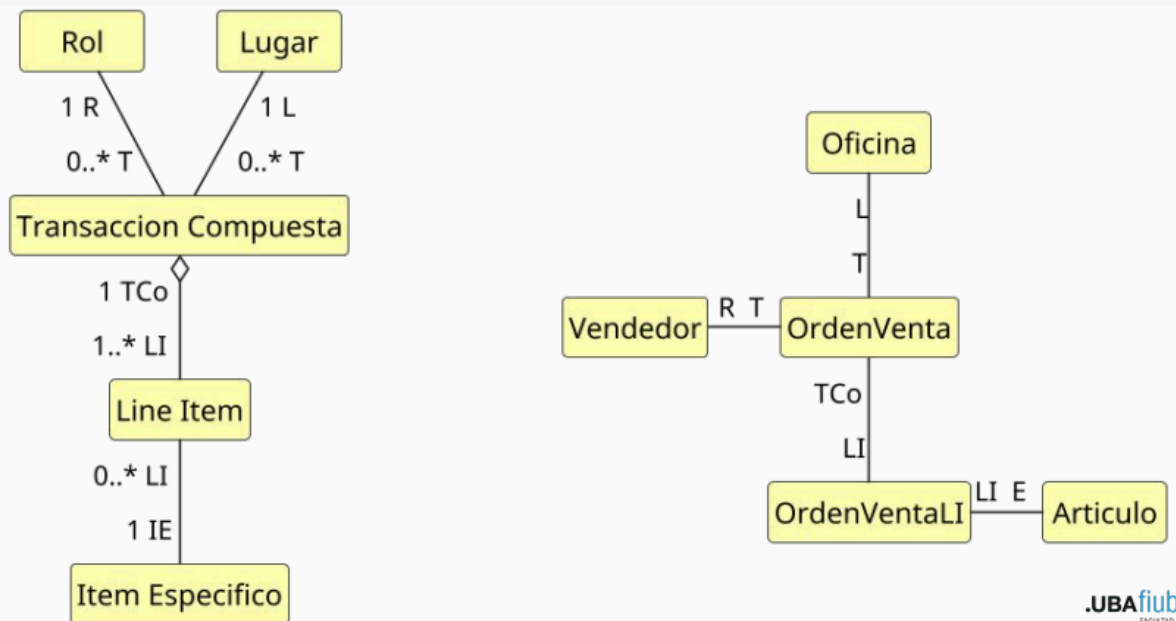 Rol
Lugar
1 R
1 L
0..* T
0..* T
Transaccion Compuesta
1 TCo
1..* LI
Line Item
0..* LI
1 IE
Item Especifico
Oficina
L
T
Vendedor
R T
OrdenVenta
TCo
LI
OrdenVentaLI
LI E
Articulo
.UBAfiub